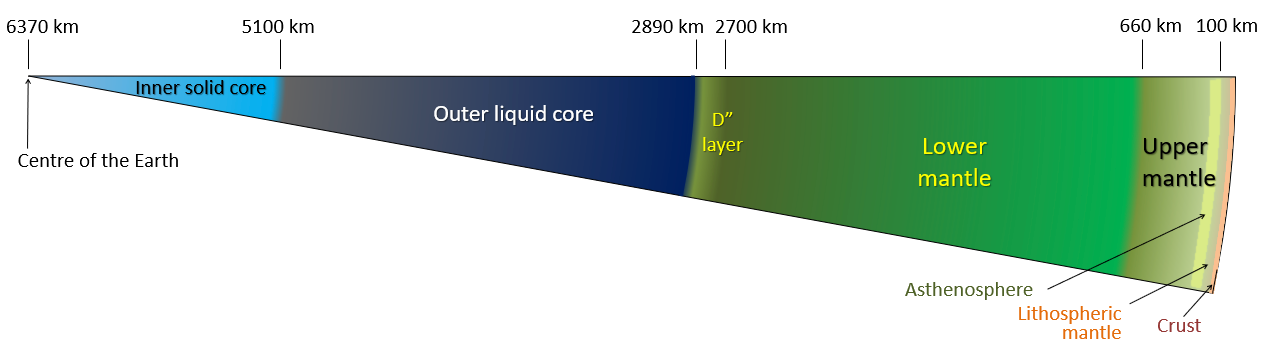 6370 km
5100 km
2890 km
2700 km
660 km
100 km
Inner solid core
Outer liquid core
D”
layer
Lower
mantle
Upper
mantle
Centre of the Earth
Asthenosphere
Lithospheric
mantle
Crust